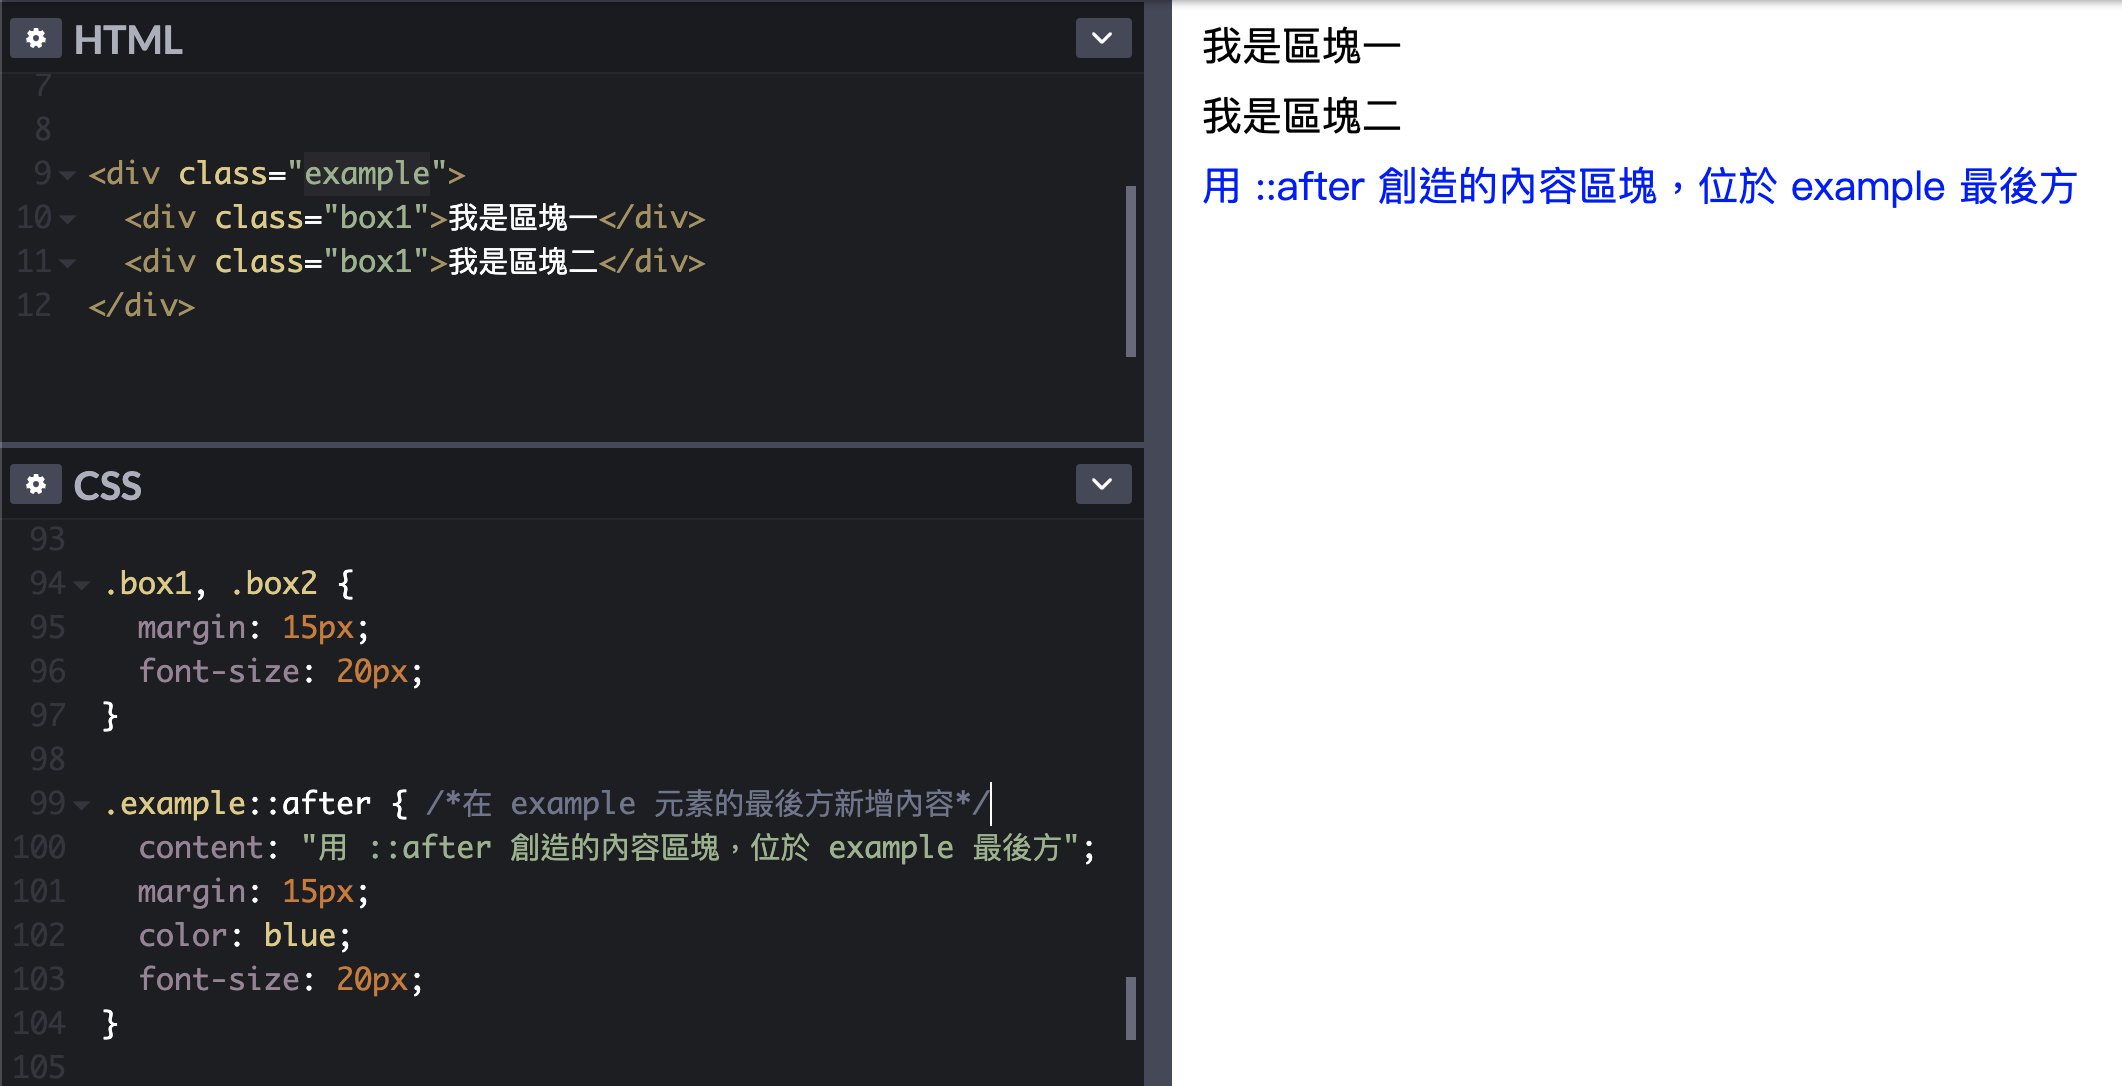 HTML
7
8
9 <div class="example">
10 <div class="box1">我是區塊一</div>
11 <div class="box1">我是區塊二</div>
12 </div>
CSS
93
94 .box1, .box2 {
95 margin: 15px;
96 font-size: 20px;
97 }
98
99 .example::after { /*在 example 元素的最後方新增內容*/
100 content: "用 ::after 創造的內容區塊，位於 example 最後方";
101 margin: 15px;
102 color: blue;
103 font-size: 20px;
104 }
105
我是區塊一
我是區塊二
用 ::after 創造的內容區塊，位於 example 最後方